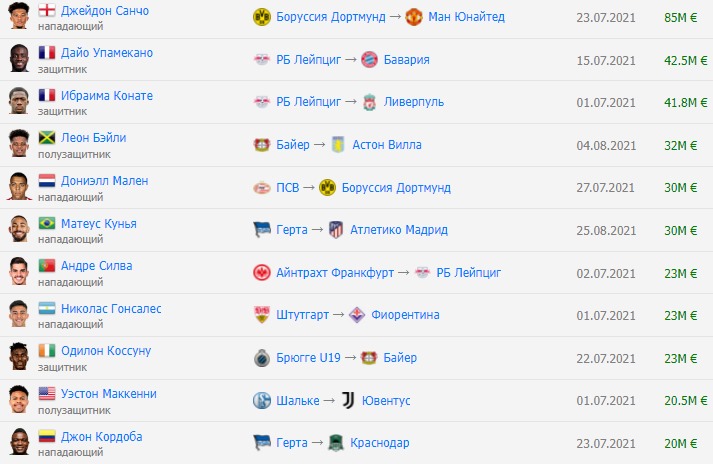 Джейдон Санчо
нападающий
Боруссия Дортмунд → Ман Юнайтед
23.07.2021
85M €
Дайо Упамекано
защитник
РБ Лейпциг → Бавария
15.07.2021
42.5M €
Ибраима Конате
защитник
РБ Лейпциг → Ливерпуль
01.07.2021
41.8M €
Леон Бэйли
полузащитник
Байер → Астон Вилла
04.08.2021
32M €
Дониэлл Мален
нападающий
ПСВ → Боруссия Дортмунд
27.07.2021
30M €
Матеус Кунья
нападающий
Герта → Атлетико Мадрид
25.08.2021
30M €
Андре Силва
нападающий
Айнтрахт Франкфурт → РБ Лейпциг
02.07.2021
23M €
Николас Гонсалес
нападающий
Штутгарт → Фиорентина
01.07.2021
23M €
Одилон Коссуну
защитник
Брюгге U19 → Байер
22.07.2021
23M €
Уэстон Маккенни
полузащитник
Шальке → Ювентус
01.07.2021
20.5M €
Джон Кордоба
нападающий
Герта → Краснодар
23.07.2021
20M €